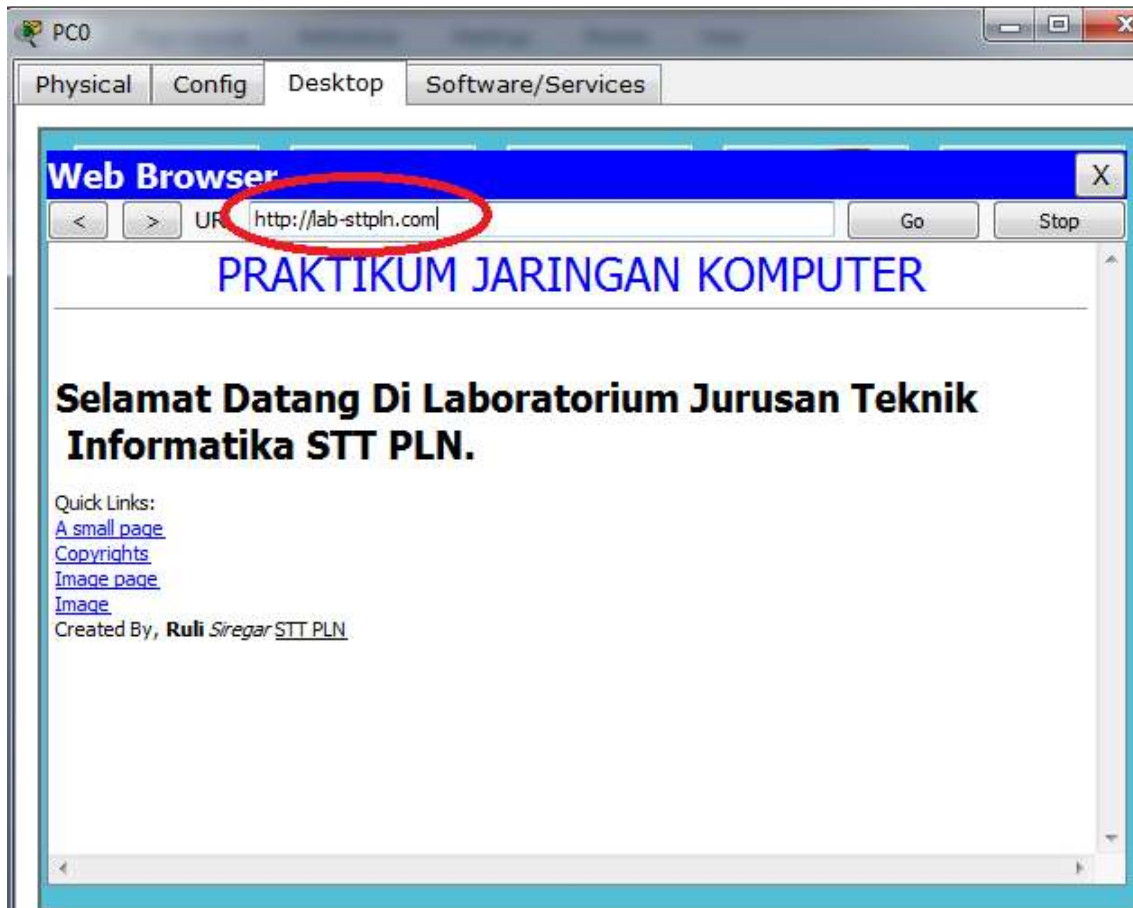 PC0
Physical Config Desktop Software/Services
Web Browser X
< > UR http://lab-sttpln.com Go Stop
PRAKTIKUM JARINGAN KOMPUTER
Selamat Datang Di Laboratorium Jurusan Teknik
Informatika STT PLN.
Quick Links:
A small page
Copyrights
Image page
Image
Created By, Ruli Siregar STT PLN